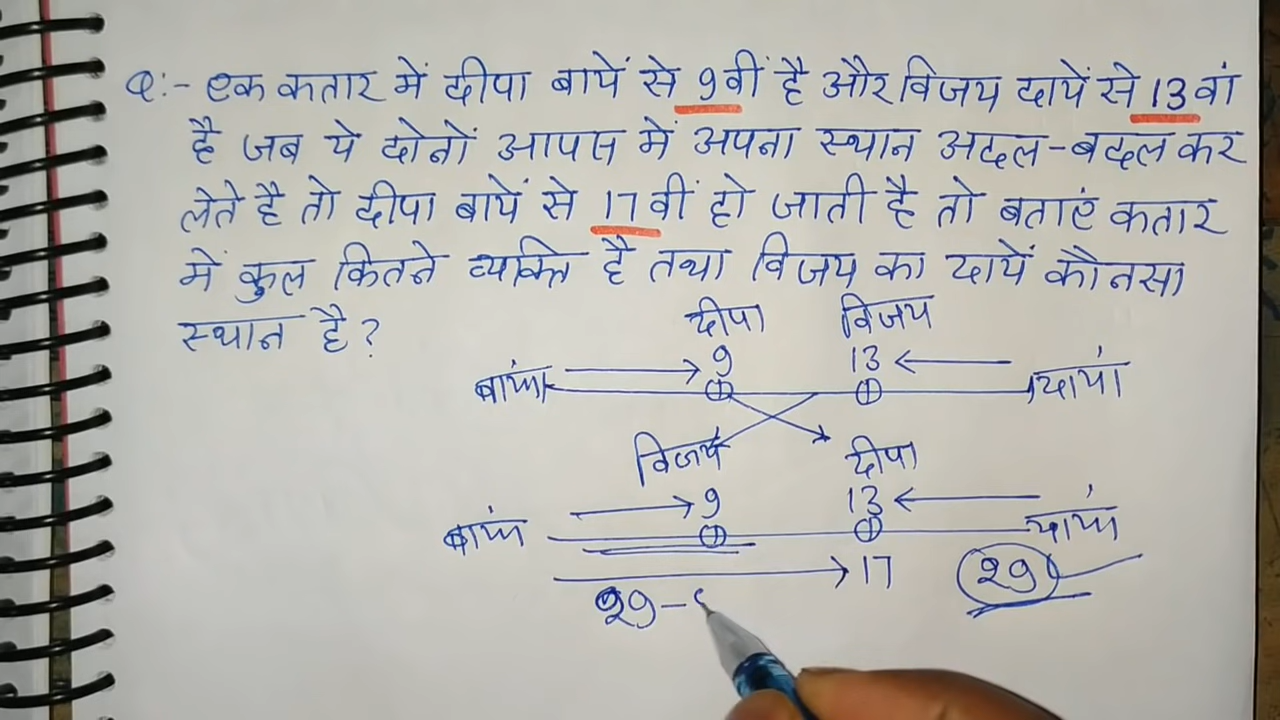 Q:- एक कतार में दीपा बायें से 9वीं है और विजय दायें से 13वां
है जब ये दोनों आपस में अपना स्थान अदल-बदल कर
लेते है तो दीपा बायें से 17वीं हो जाती है तो बताएं कतार
में कुल कितने व्यक्ति है तथा विजय का दायें कौनसा
स्थान है?
दीपा विजय
9 13
बायां दायां
विजय दीपा
9 13
बायां दायां
17 29
29-